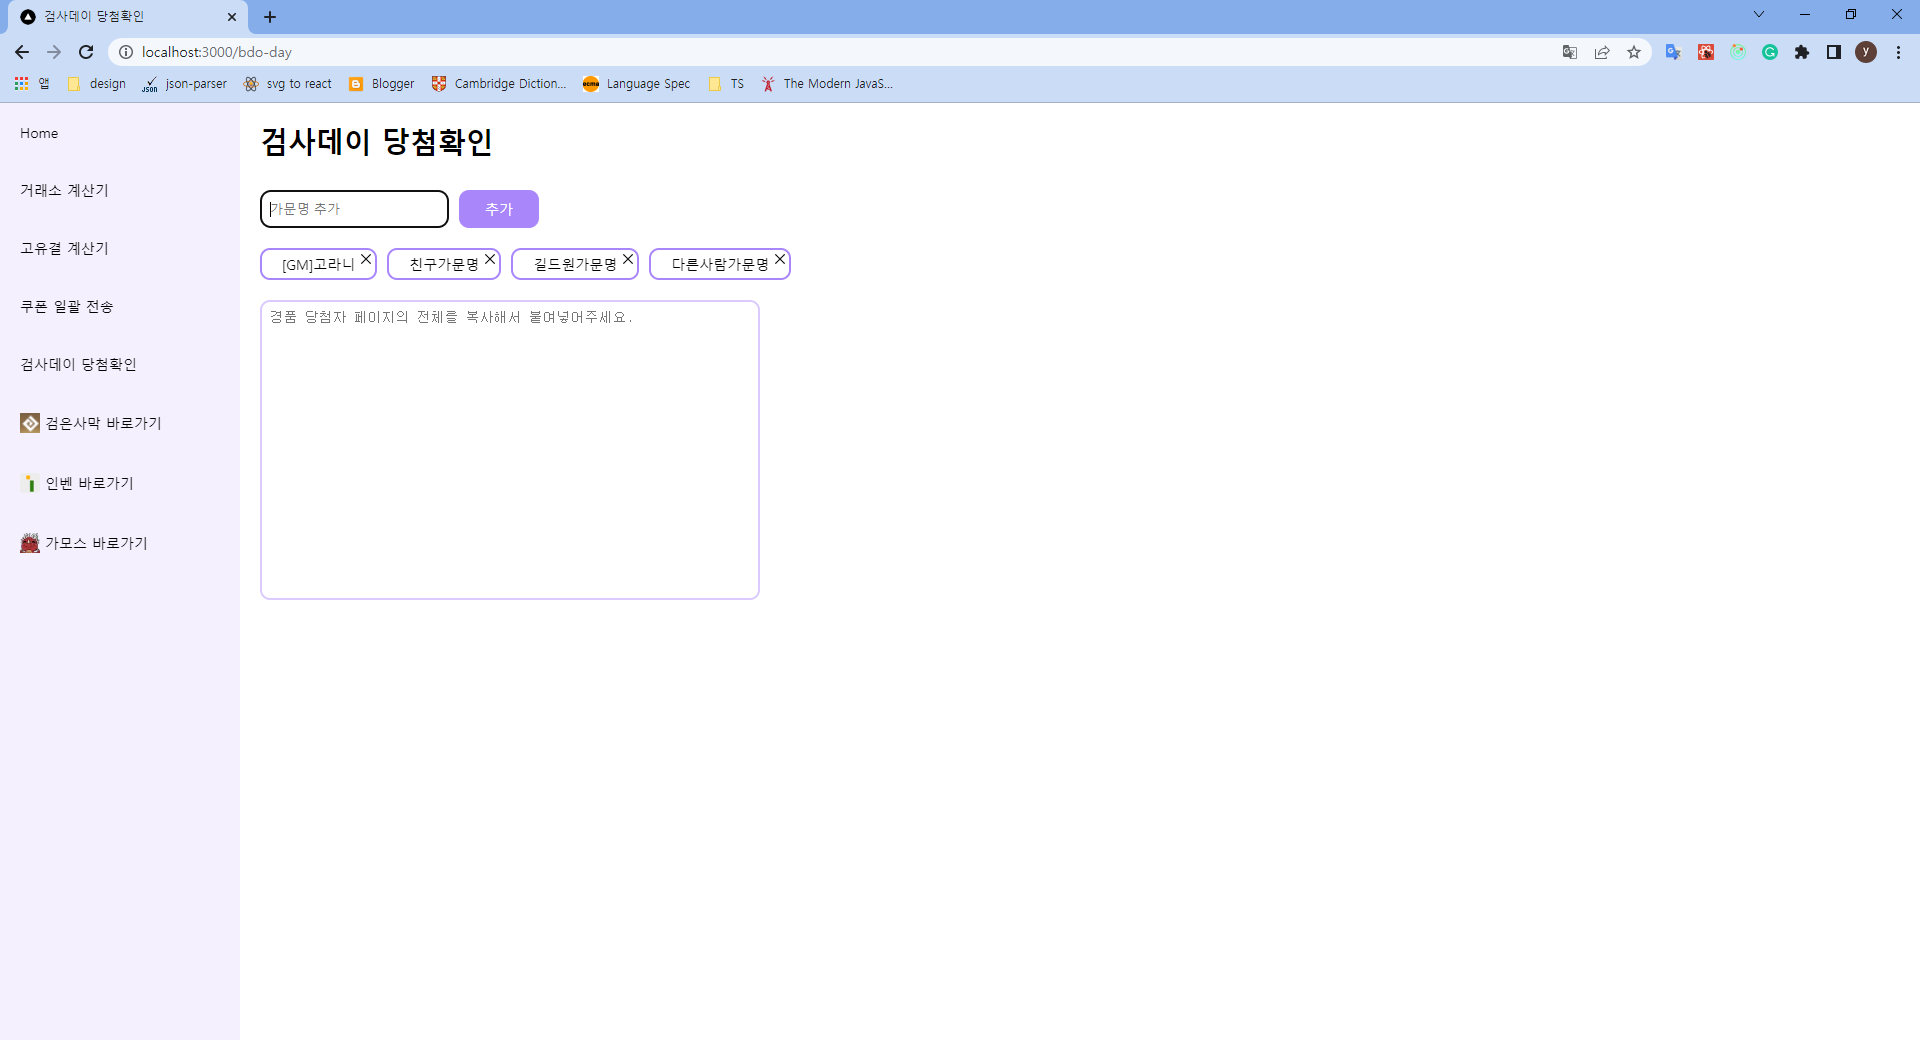 검사데이 당첨확인
localhost:3000/bdo-day
y
앱 design json-parser svg to react Blogger Cambridge Diction... Language Spec TS The Modern JavaS...
Home
거래소 계산기
고유결 계산기
쿠폰 일괄 전송
검사데이 당첨확인
검은사막 바로가기
인벤 바로가기
가모스 바로가기
검사데이 당첨확인
가문명 추가 추가
[GM]고라니 친구가문명 길드원가문명 다른사람가문명
경품 당첨자 페이지의 전체를 복사해서 붙여넣어주세요.